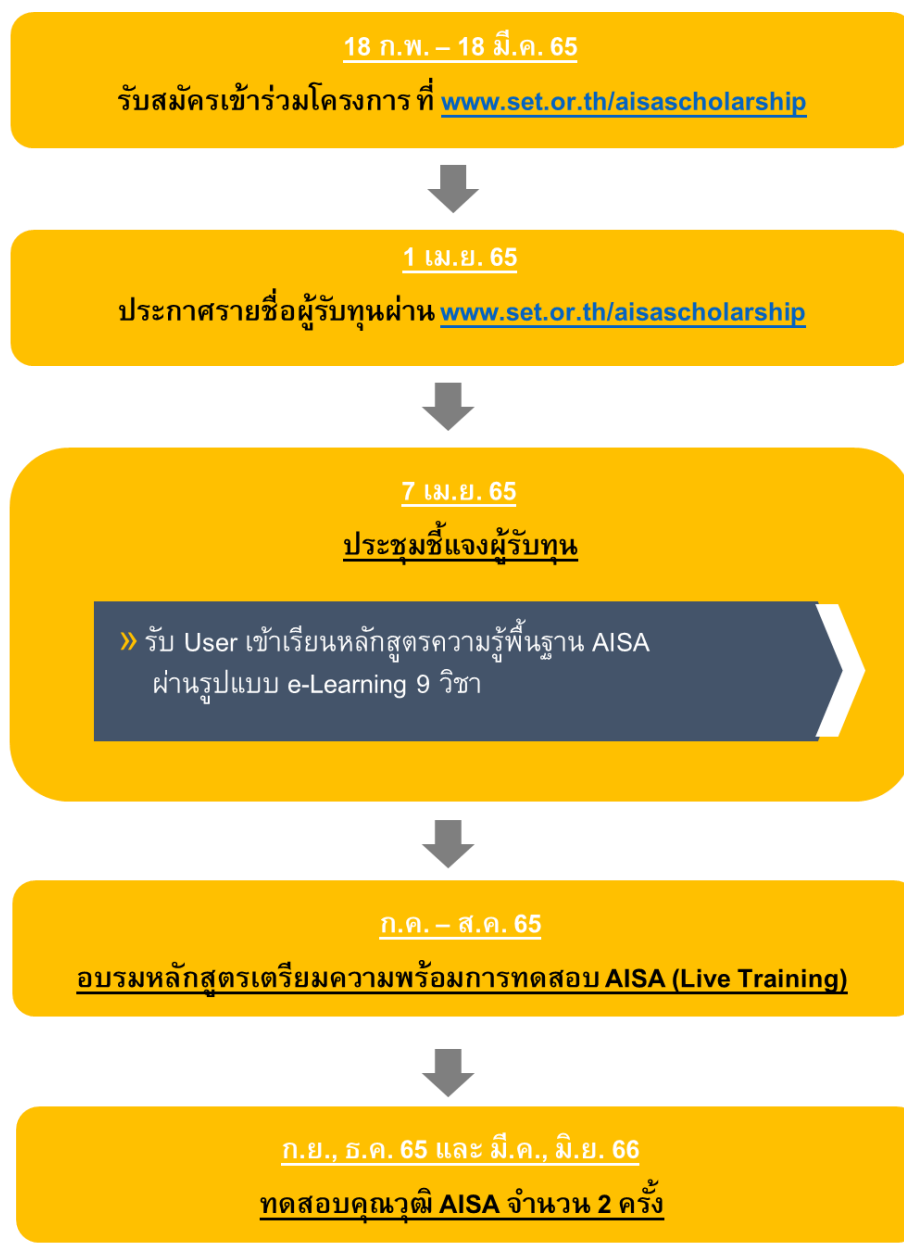 18 ก.พ. – 18 มี.ค. 65
รับสมัครเข้าร่วมโครงการ ที่ www.set.or.th/aisascholarship
1 เม.ย. 65
ประกาศรายชื่อผู้รับทุนผ่าน www.set.or.th/aisascholarship
7 เม.ย. 65
ประชุมชี้แจงผู้รับทุน
» รับ User เข้าเรียนหลักสูตรความรู้พื้นฐาน AISA
ผ่านรูปแบบ e-Learning 9 วิชา
ก.ค. – ส.ค. 65
อบรมหลักสูตรเตรียมความพร้อมการทดสอบ AISA (Live Training)
ก.ย., ธ.ค. 65 และ มี.ค., มิ.ย. 66
ทดสอบคุณวุฒิ AISA จำนวน 2 ครั้ง